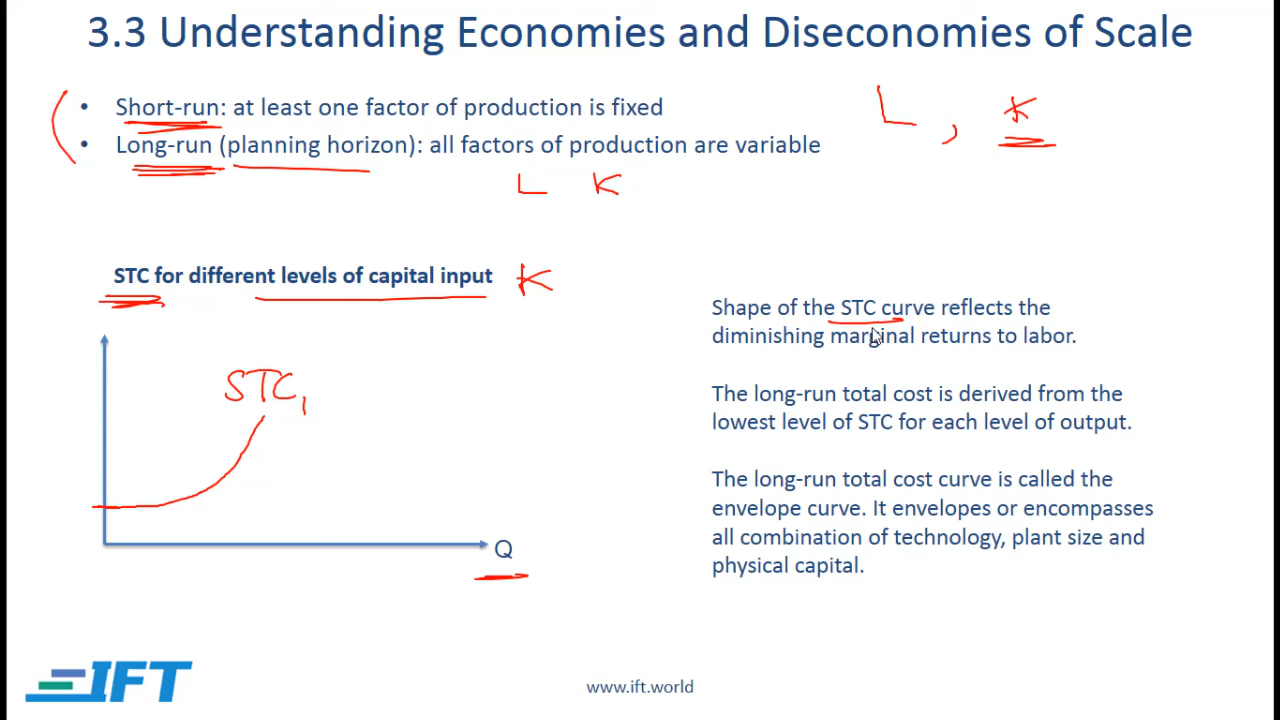 3.3 Understanding Economies and Diseconomies of Scale
• Short-run: at least one factor of production is fixed
L , K
• Long-run (planning horizon): all factors of production are variable
L K
STC for different levels of capital input K
Shape of the STC curve reflects the
diminishing marginal returns to labor.
STC1
The long-run total cost is derived from the
lowest level of STC for each level of output.
The long-run total cost curve is called the
envelope curve. It envelopes or encompasses
all combination of technology, plant size and
physical capital.
Q
IFT
www.ift.world